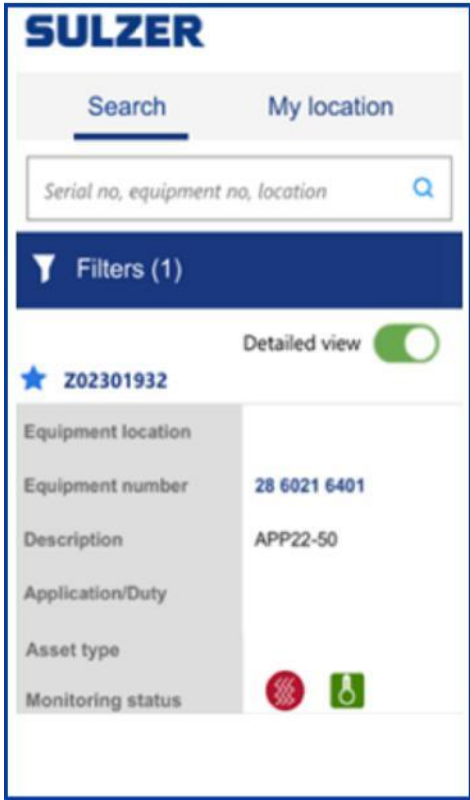 SULZER
Search My location
Serial no, equipment no, location
Filters (1)
Detailed view
Z02301932
Equipment location
Equipment number 28 6021 6401
Description APP22-50
Application/Duty
Asset type
Monitoring status